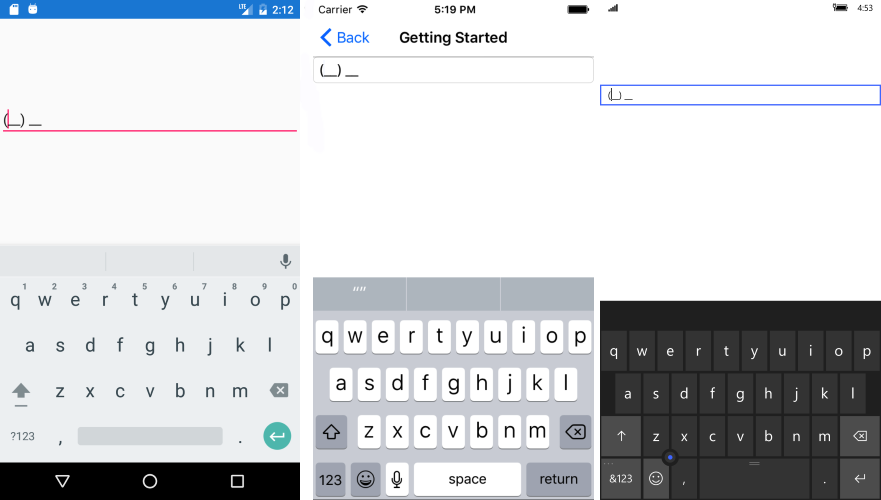 LTE 2:12
(__) __
1 2 3 4 5 6 7 8 9 0
q w e r t y u i o p
a s d f g h j k l
z x c v b n m
?123 , .
Carrier 5:19 PM
Back Getting Started
(__) __
“”
q w e r t y u i o p
a s d f g h j k l
z x c v b n m
123 space return
4:53
(__) __
q w e r t y u i o p
a s d f g h j k l
z x c v b n m
&123 , .